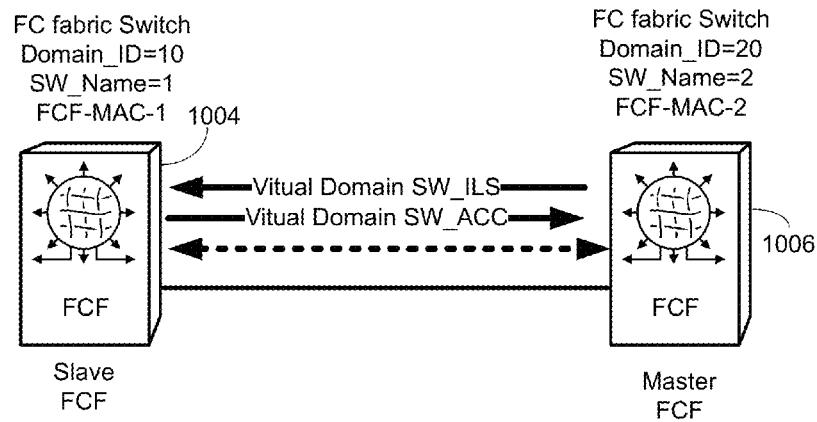 FC fabric Switch
Domain_ID=10
SW_Name=1
FCF-MAC-1
1004
FC fabric Switch
Domain_ID=20
SW_Name=2
FCF-MAC-2
Vitual Domain SW_ILS
Vitual Domain SW_ACC
1006
FCF
FCF
Slave
FCF
Master
FCF